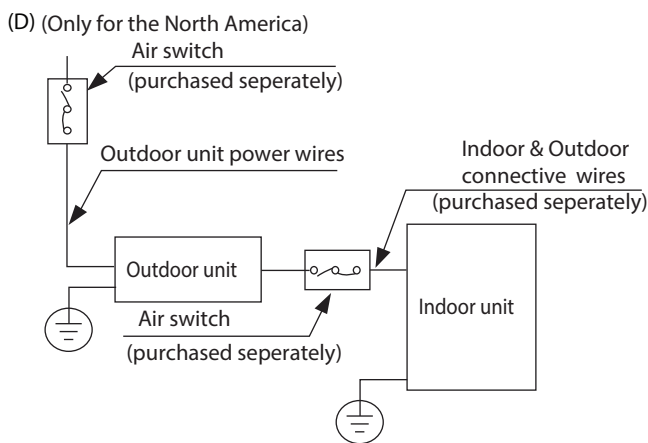 (D) (Only for the North America)
Air switch
(purchased seperately)
Outdoor unit power wires
Indoor & Outdoor
connective wires
(purchased seperately)
Outdoor unit
Indoor unit
Air switch
(purchased seperately)